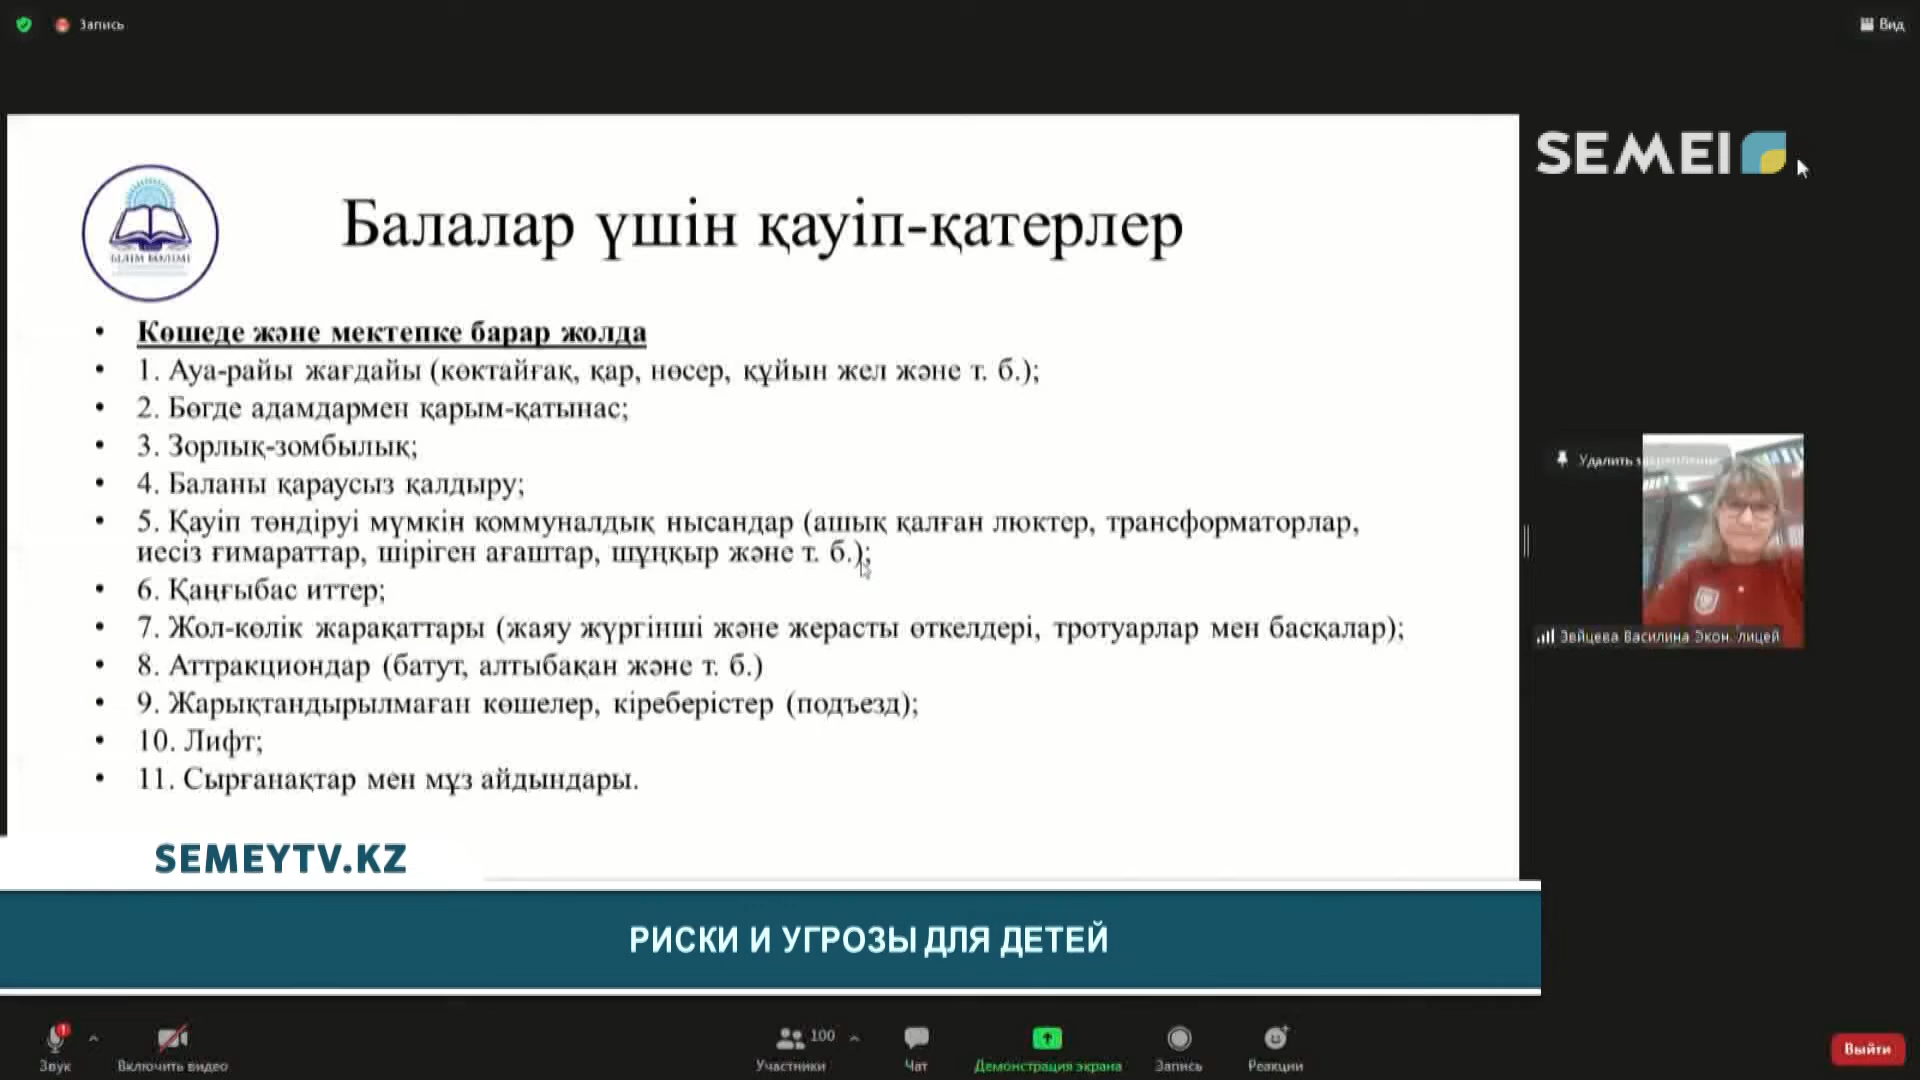 Запись
Вид
SEMEI
БІЛІМ БӨЛІМІ
Балалар үшін қауіп-қатерлер
Көшеде және мектепке барар жолда
1. Ауа-райы жағдайы (көктайғақ, қар, нөсер, құйын жел және т. б.);
2. Бөгде адамдармен қарым-қатынас;
3. Зорлық-зомбылық;
4. Баланы қараусыз қалдыру;
5. Қауіп төндіруі мүмкін коммуналдық нысандар (ашық қалған люктер, трансформаторлар,
иесіз ғимараттар, шіріген ағаштар, шұңқыр және т. б.);
6. Қаңғыбас иттер;
7. Жол-көлік жарақаттары (жаяу жүргінші және жерасты өткелдері, тротуарлар мен басқалар);
8. Аттракциондар (батут, алтыбақан және т. б.)
9. Жарықтандырылмаған көшелер, кіреберістер (подъезд);
10. Лифт;
11. Сырғанақтар мен мұз айдындары.
Удалить
Звйцева Василина Экон. лицей
SEMEYTV.KZ
РИСКИ И УГРОЗЫ ДЛЯ ДЕТЕЙ
1
100
Звук
Включить видео
Участники
Чат
Демонстрация экрана
Запись
Реакции
Выйти